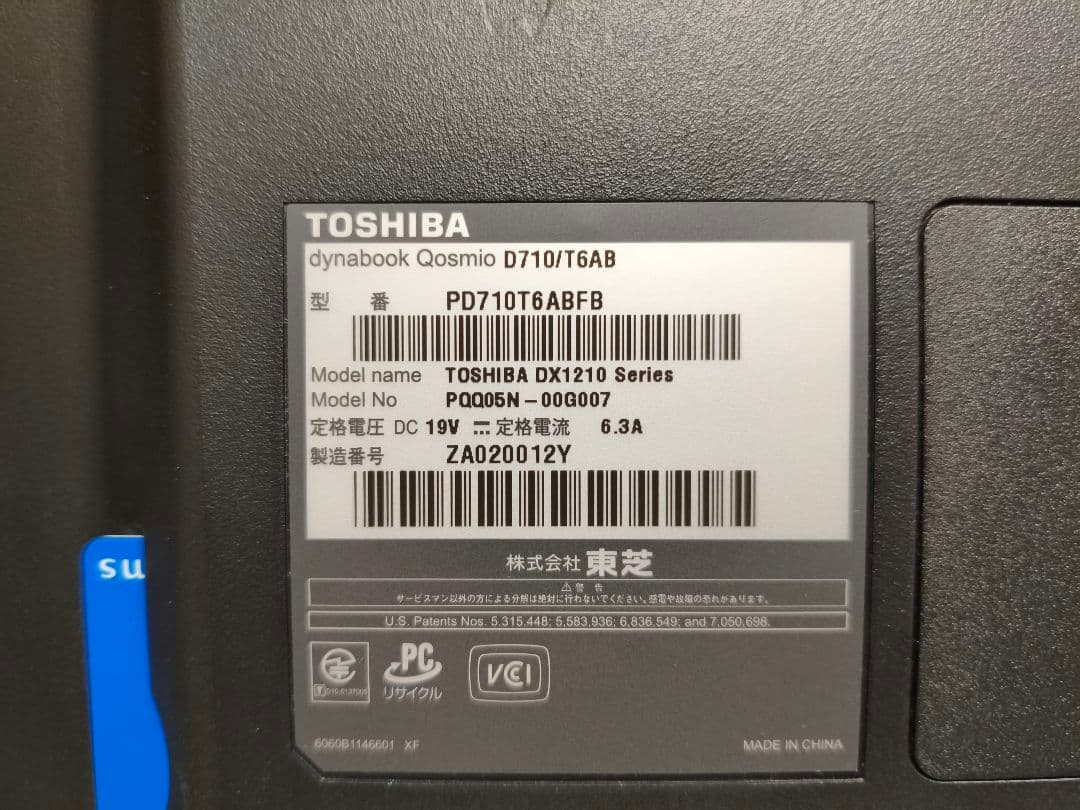 TOSHIBA
dynabook Qosmio D710/T6AB
型 番 PD710T6ABFB
Model name TOSHIBA DX1210 Series
Model No PQQ05N-00G007
定格電圧 DC 19V 定格電流 6.3A
製造番号 ZA020012Y
su
株式会社 東芝
警 告
サービスマン以外の方による分解は絶対に行わないでください。感電や故障の恐れがあります。
U.S. Patents Nos. 5,315,448; 5,583,936; 6,836,549; and 7,050,698.
PC
リサイクル
VCCI
6060B1146601 XF
MADE IN CHINA